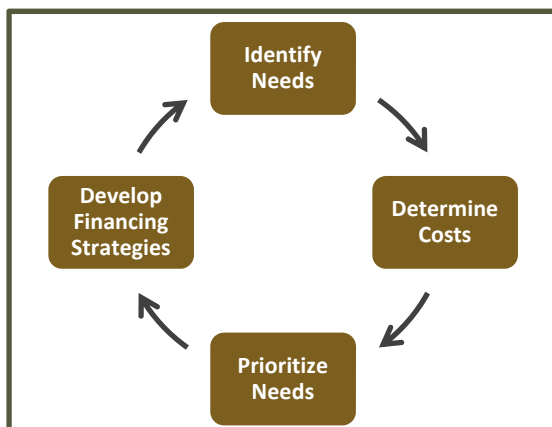 Identify
Needs
Determine
Costs
Prioritize
Needs
Develop
Financing
Strategies